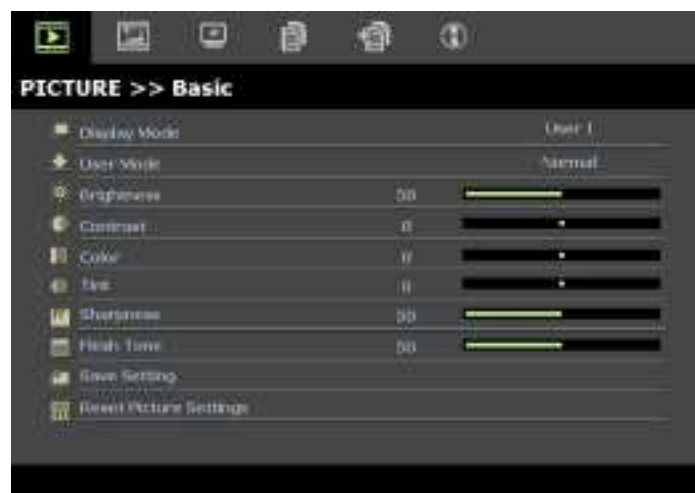 PICTURE >> Basic
Display Mode User 1
User Mode Normal
Brightness 50
Contrast 0
Color 0
Tint 0
Sharpness 50
Flesh Tone 50
Save Setting
Reset Picture Settings